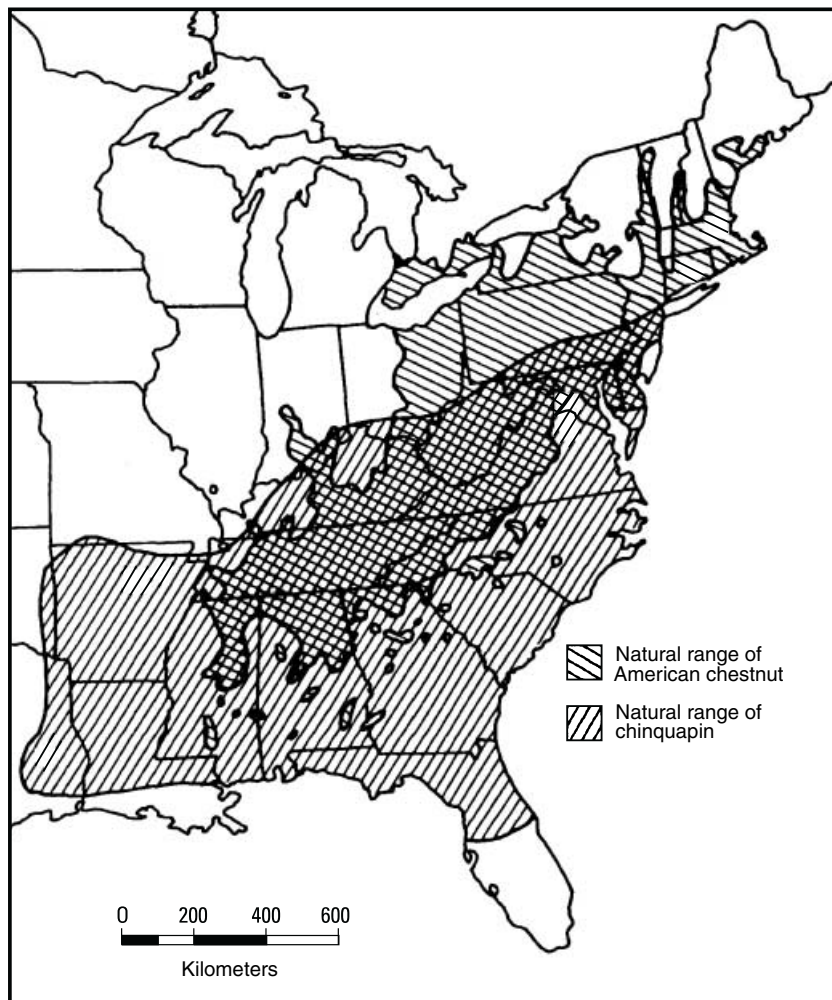 Natural range of
American chestnut
Natural range of
chinquapin
0 200 400 600
Kilometers